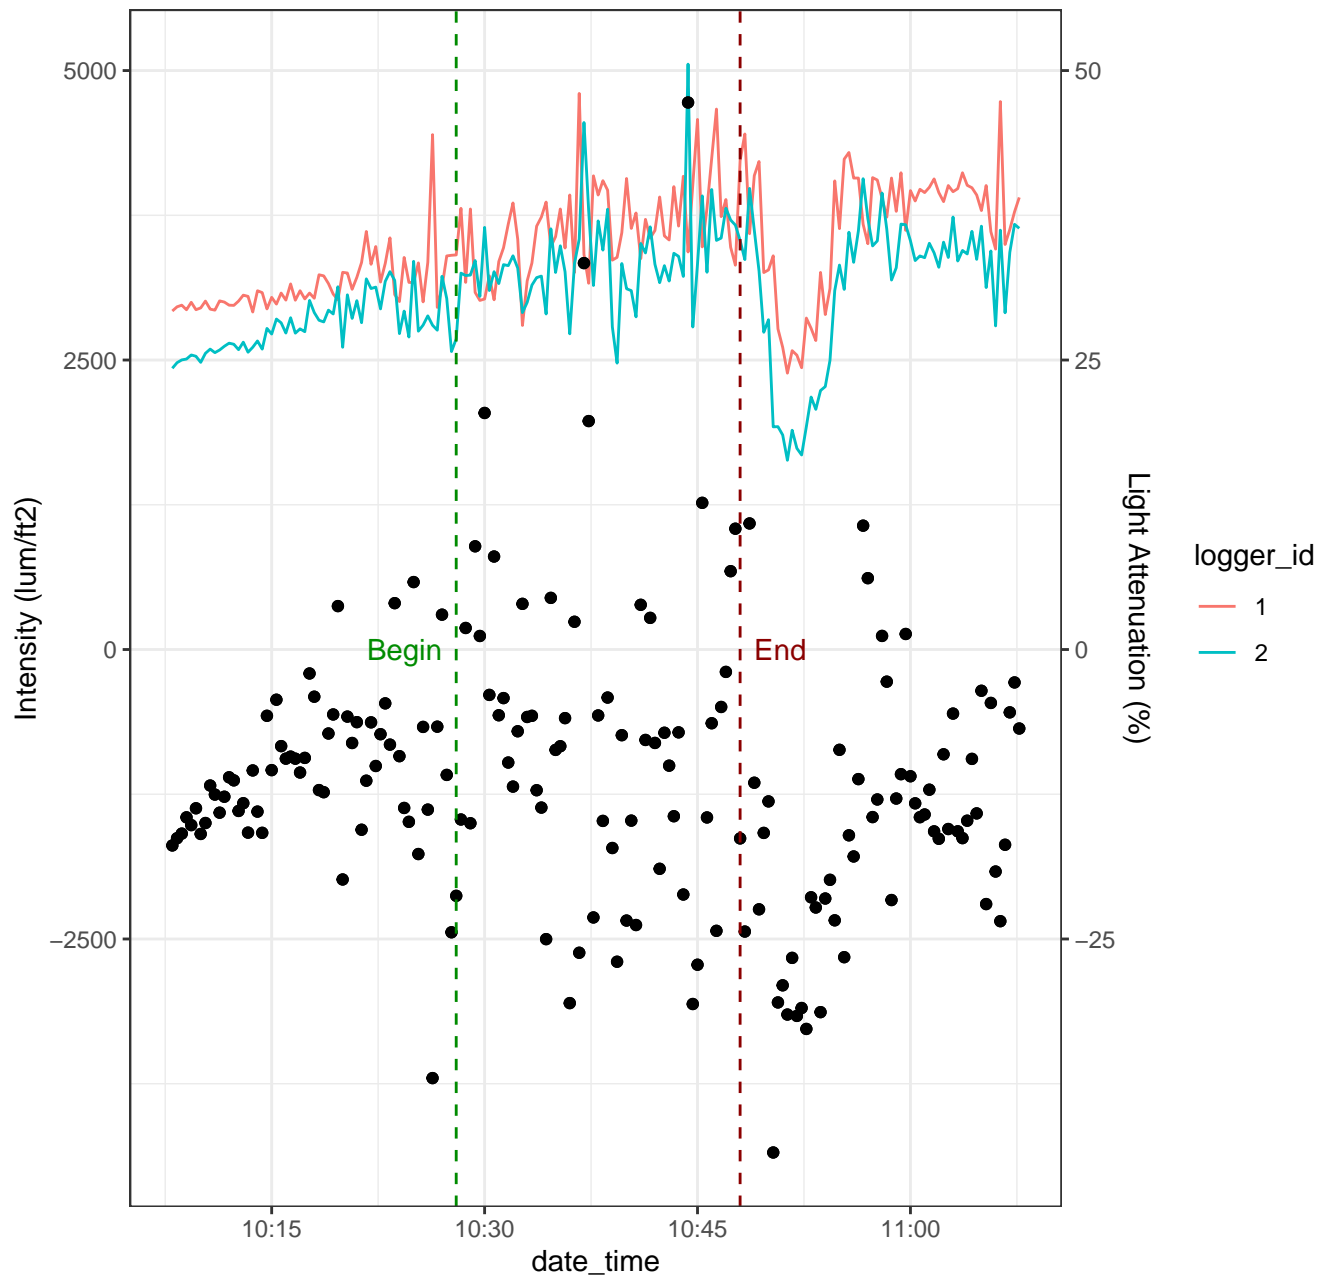 5000
2500
0
−2500
Intensity (lum/ft2)
Begin
End
50
25
0
−25
Light Attenuation (%)
10:15
10:30
10:45
11:00
date_time
logger_id
1
2